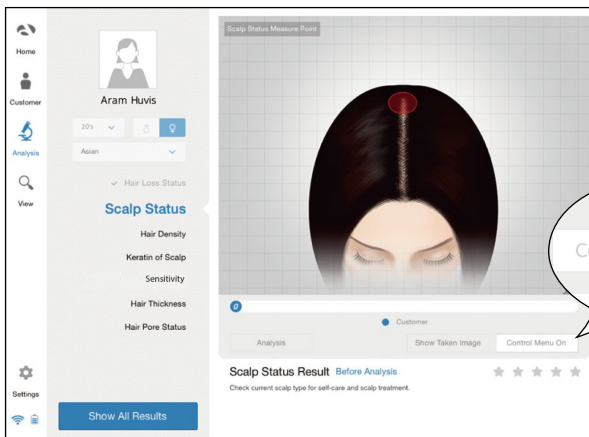 Home
Customer
Analysis
View
Settings
Aram Huvis
20's
Asian
Hair Loss Status
Scalp Status
Hair Density
Keratin of Scalp
Sensitivity
Hair Thickness
Hair Pore Status
Show All Results
Scalp Status Measure Point
0
Customer
Analysis
Show Taken Image
Control Menu On
Scalp Status Result Before Analysis
Check current scalp type for self-care and scalp treatment.